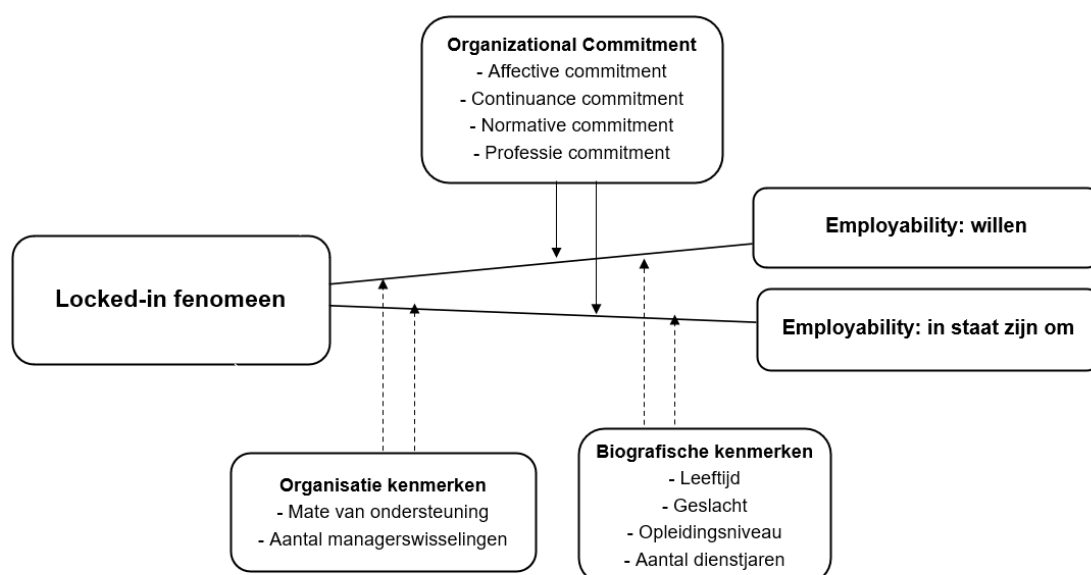 Organizational Commitment
- Affective commitment
- Continuance commitment
- Normative commitment
- Professie commitment
Employability: willen
Locked-in fenomeen
Employability: in staat zijn om
Organisatie kenmerken
- Mate van ondersteuning
- Aantal managerswisselingen
Biografische kenmerken
- Leeftijd
- Geslacht
- Opleidingsniveau
- Aantal dienstjaren